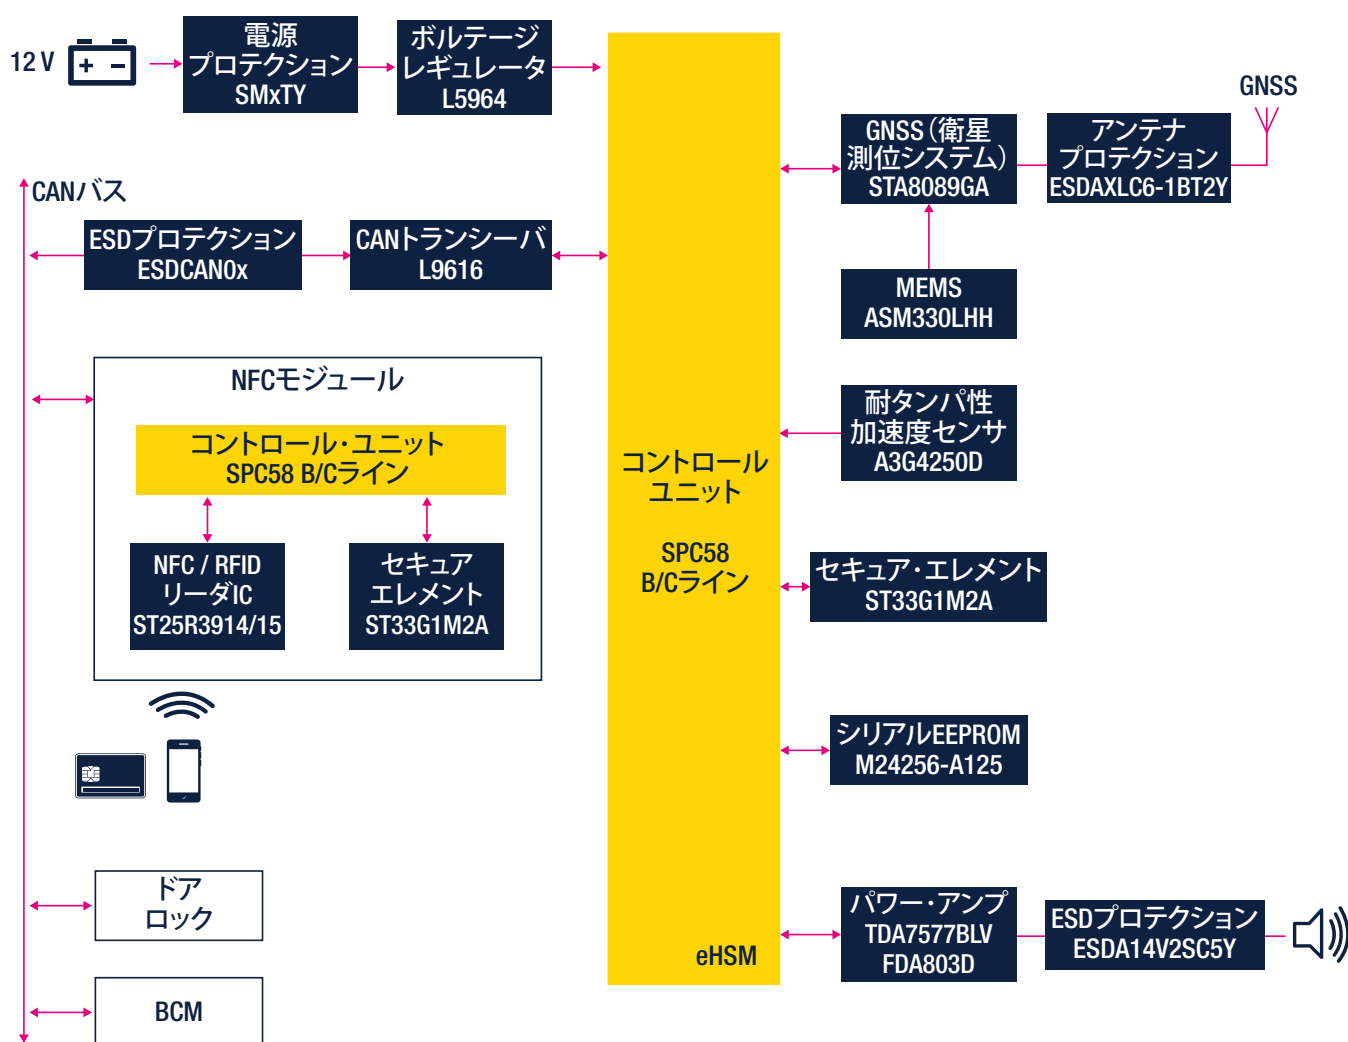 12 V
+ −
電源
プロテクション
SMxTY
ボルテージ
レギュレータ
L5964
CANバス
ESDプロテクション
ESDCAN0x
CANトランシーバ
L9616
NFCモジュール
コントロール・ユニット
SPC58 B/Cライン
NFC / RFID
リーダIC
ST25R3914/15
セキュア
エレメント
ST33G1M2A
ドア
ロック
BCM
コントロール
ユニット
SPC58
B/Cライン
eHSM
GNSS（衛星
測位システム）
STA8089GA
アンテナ
プロテクション
ESDAXLC6-1BT2Y
GNSS
MEMS
ASM330LHH
耐タンパ性
加速度センサ
A3G4250D
セキュア・エレメント
ST33G1M2A
シリアルEEPROM
M24256-A125
パワー・アンプ
TDA7577BLV
FDA803D
ESDプロテクション
ESDA14V2SC5Y